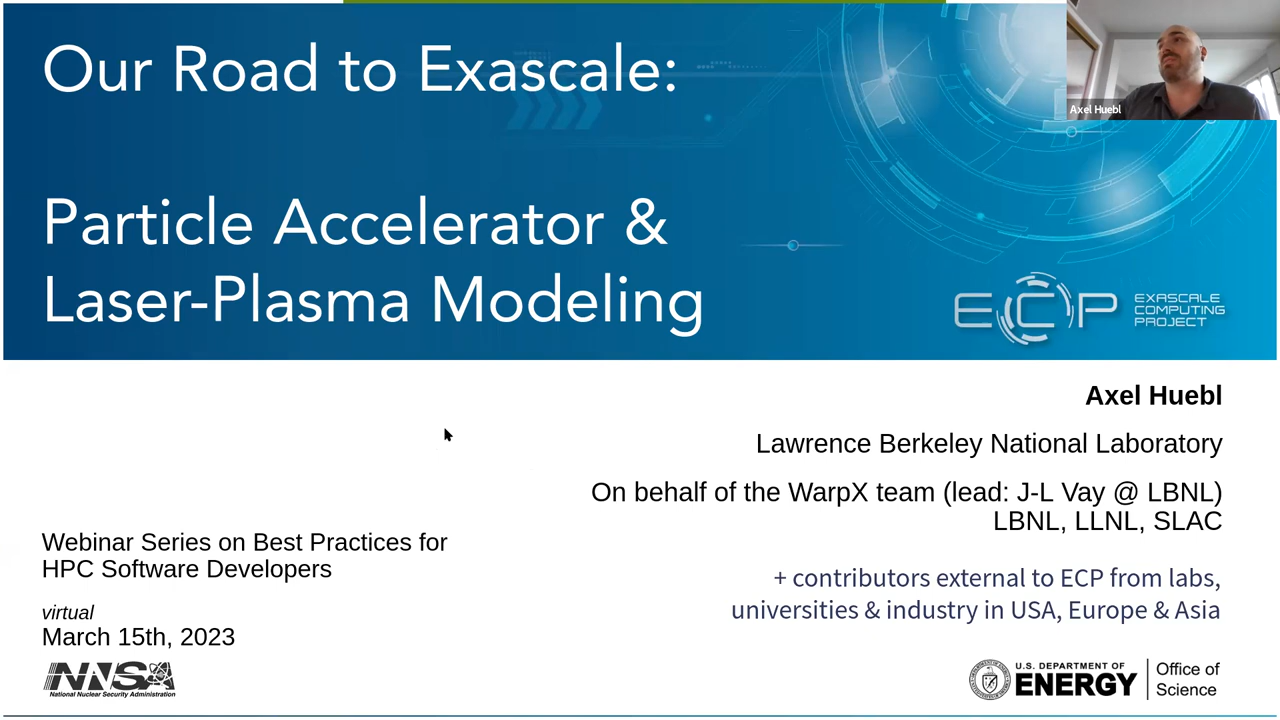 Our Road to Exascale:
Particle Accelerator &
Laser-Plasma Modeling
Axel Huebl
ECP
EXASCALE
COMPUTING
PROJECT
Axel Huebl
Lawrence Berkeley National Laboratory
On behalf of the WarpX team (lead: J-L Vay @ LBNL)
LBNL, LLNL, SLAC
+ contributors external to ECP from labs,
universities & industry in USA, Europe & Asia
Webinar Series on Best Practices for
HPC Software Developers
virtual
March 15th, 2023
NNSA
National Nuclear Security Administration
U.S. DEPARTMENT OF
ENERGY
Office of
Science